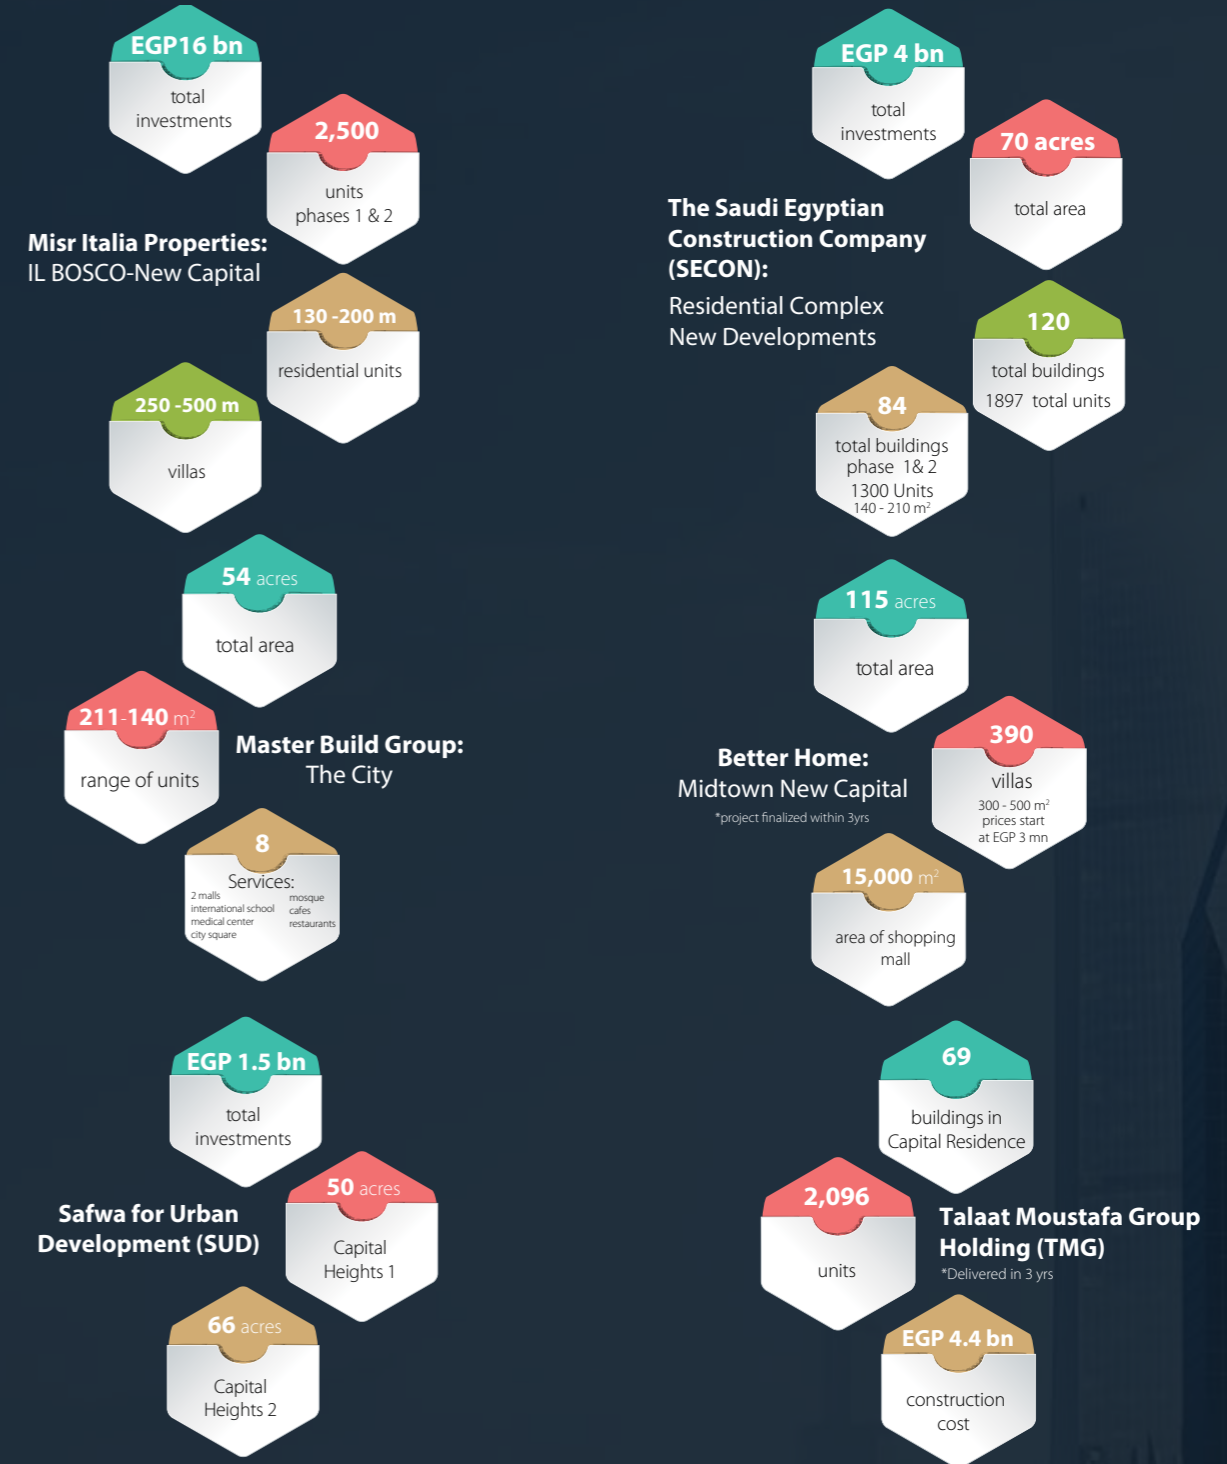 EGP16 bn
total
investments
2,500
units
phases 1 & 2
Misr Italia Properties:
IL BOSCO-New Capital
130 -200 m
residential units
250 -500 m
villas
EGP 4 bn
total
investments
70 acres
total area
The Saudi Egyptian
Construction Company
(SECON):
Residential Complex
New Developments
120
total buildings
1897 total units
84
total buildings
phase 1& 2
1300 Units
140 - 210 m²
54 acres
total area
211-140 m²
range of units
Master Build Group:
The City
8
Services:
2 malls
international school
medical center
city square
mosque
cafes
restaurants
115 acres
total area
390
villas
300 - 500 m²
prices start
at EGP 3 mn
Better Home:
Midtown New Capital
*project finalized within 3yrs
15,000 m²
area of shopping
mall
EGP 1.5 bn
total
investments
50 acres
Capital
Heights 1
Safwa for Urban
Development (SUD)
66 acres
Capital
Heights 2
69
buildings in
Capital Residence
2,096
units
Talaat Moustafa Group
Holding (TMG)
*Delivered in 3 yrs
EGP 4.4 bn
construction
cost